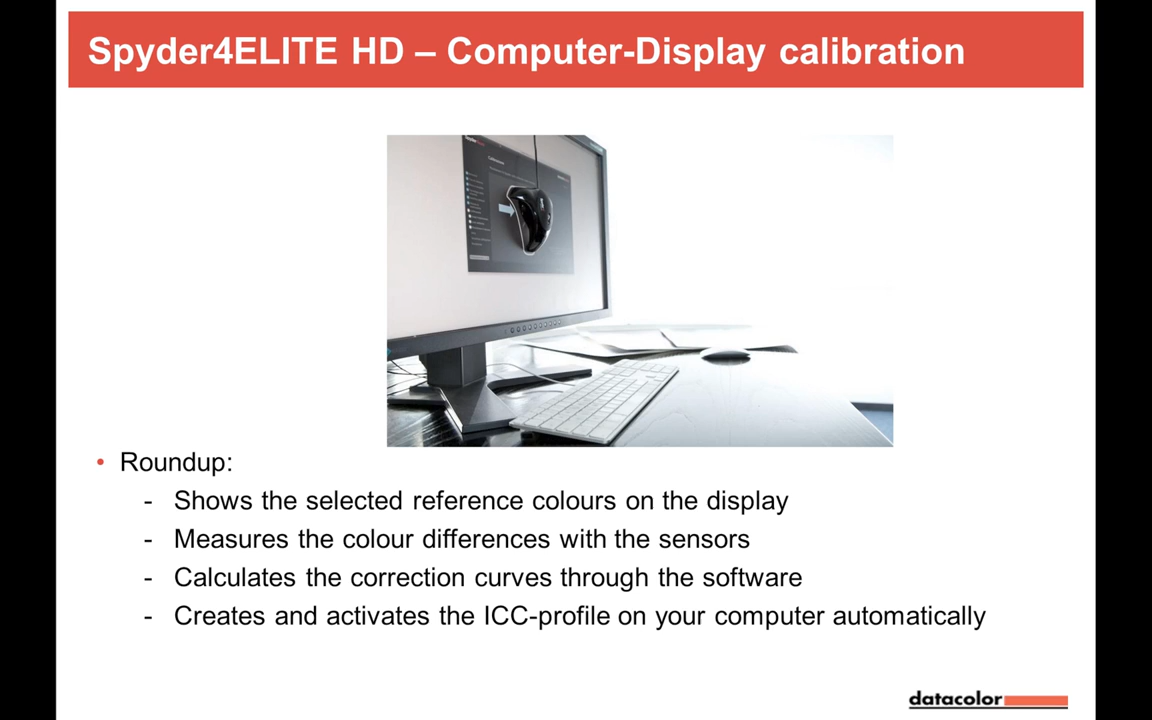 Spyder4ELITE HD – Computer-Display calibration
• Roundup:
- Shows the selected reference colours on the display
- Measures the colour differences with the sensors
- Calculates the correction curves through the software
- Creates and activates the ICC-profile on your computer automatically
datacolor